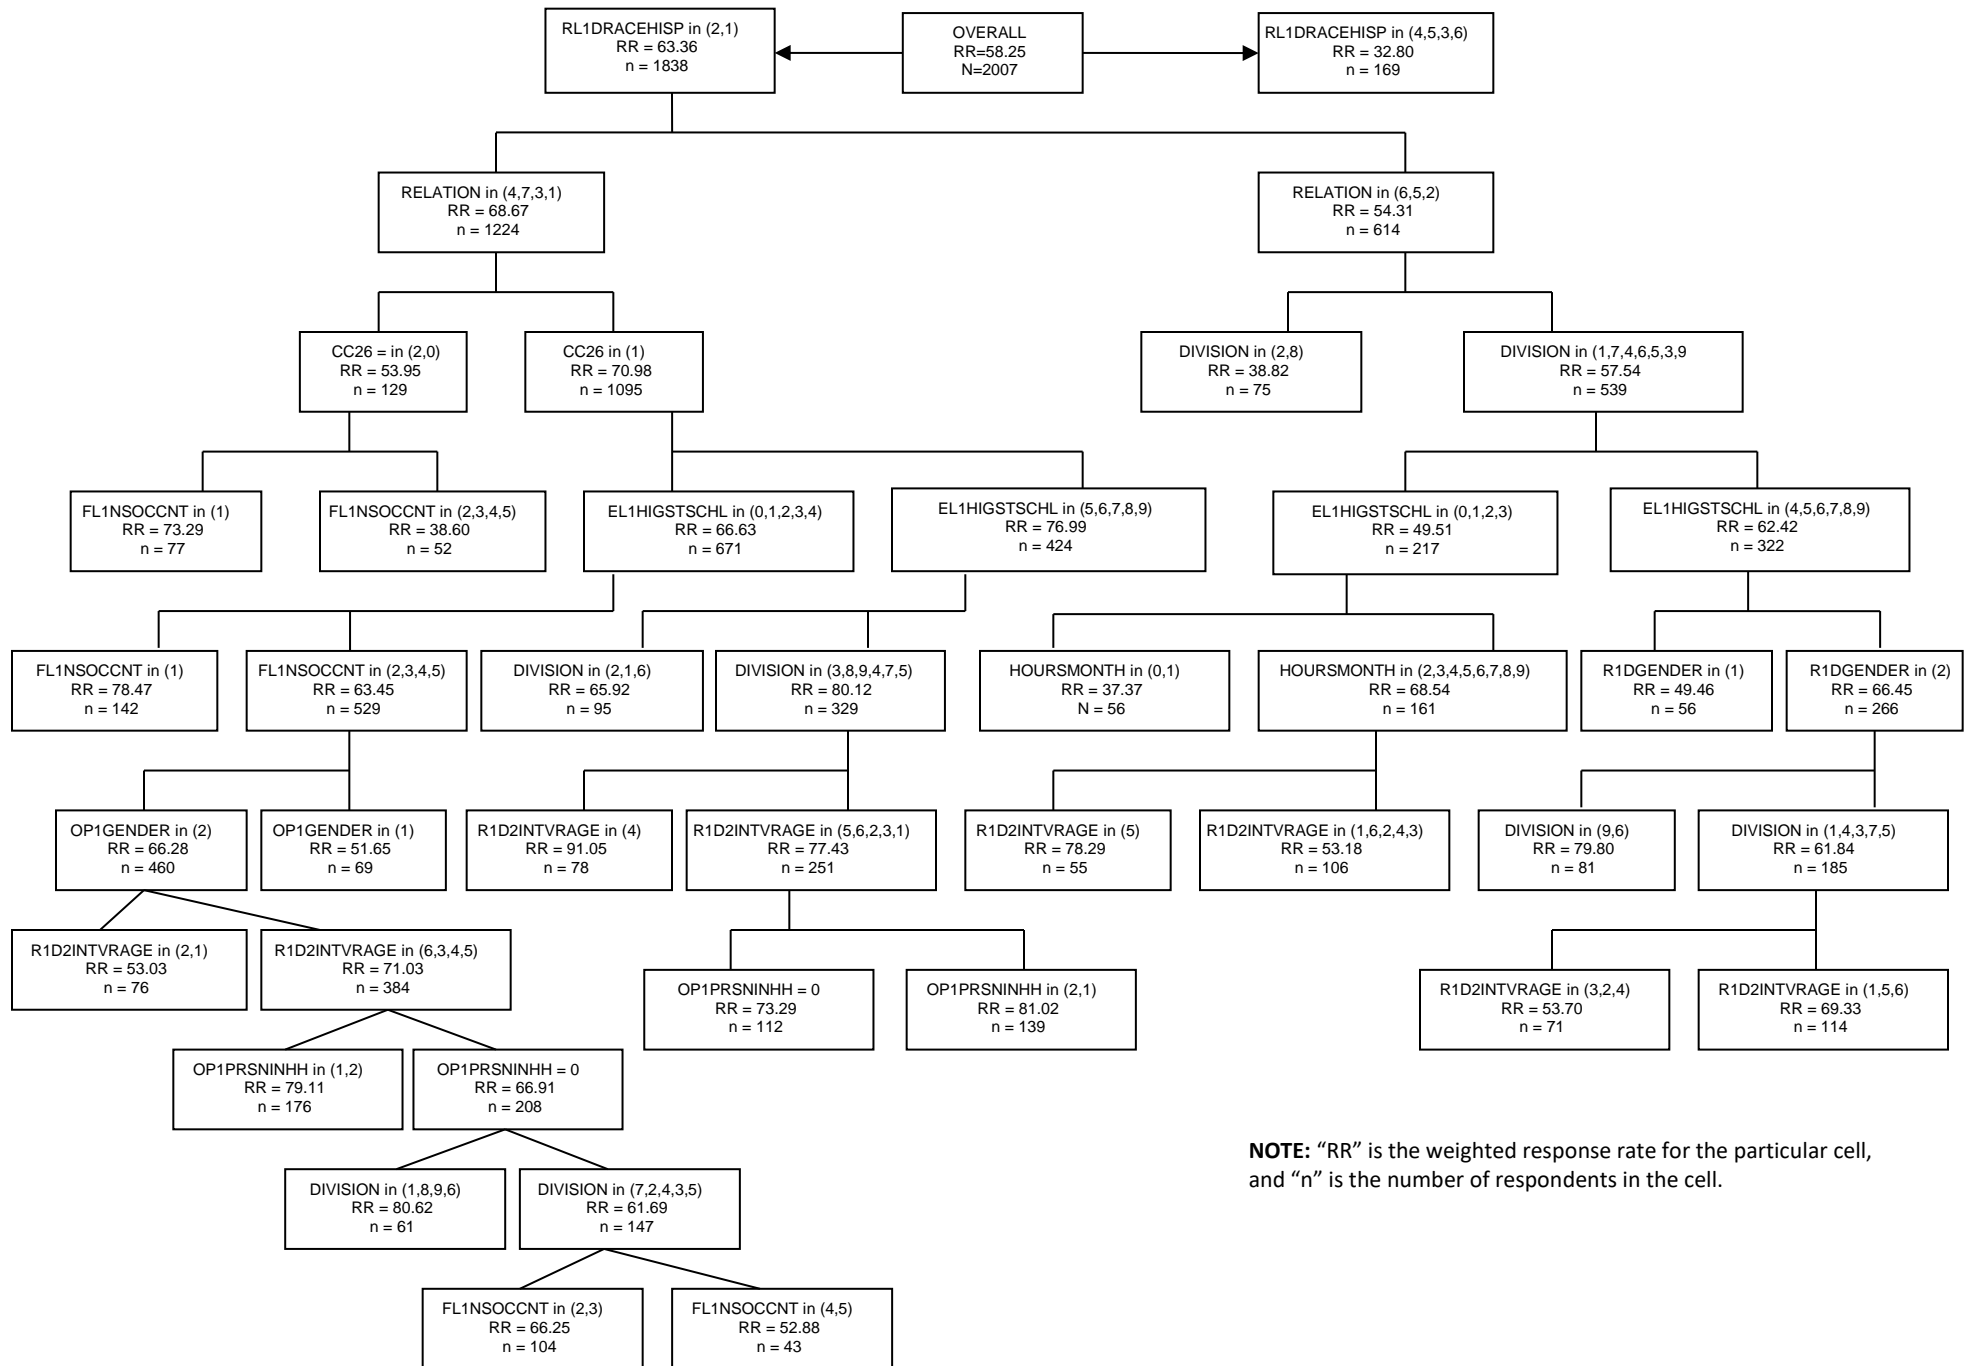 RL1DRACEHISP in (2,1)
RR = 63.36
n = 1838
OVERALL
RR=58.25
N=2007
RL1DRACEHISP in (4,5,3,6)
RR = 32.80
n = 169
RELATION in (4,7,3,1)
RR = 68.67
n = 1224
RELATION in (6,5,2)
RR = 54.31
n = 614
CC26 = in (2,0)
RR = 53.95
n = 129
CC26 in (1)
RR = 70.98
n = 1095
DIVISION in (2,8)
RR = 38.82
n = 75
DIVISION in (1,7,4,6,5,3,9
RR = 57.54
n = 539
FL1NSOCCNT in (1)
RR = 73.29
n = 77
FL1NSOCCNT in (2,3,4,5)
RR = 38.60
n = 52
EL1HIGSTSCHL in (0,1,2,3,4)
RR = 66.63
n = 671
EL1HIGSTSCHL in (5,6,7,8,9)
RR = 76.99
n = 424
EL1HIGSTSCHL in (0,1,2,3)
RR = 49.51
n = 217
EL1HIGSTSCHL in (4,5,6,7,8,9)
RR = 62.42
n = 322
FL1NSOCCNT in (1)
RR = 78.47
n = 142
FL1NSOCCNT in (2,3,4,5)
RR = 63.45
n = 529
DIVISION in (2,1,6)
RR = 65.92
n = 95
DIVISION in (3,8,9,4,7,5)
RR = 80.12
n = 329
HOURSMONTH in (0,1)
RR = 37.37
N = 56
HOURSMONTH in (2,3,4,5,6,7,8,9)
RR = 68.54
n = 161
R1DGENDER in (1)
RR = 49.46
n = 56
R1DGENDER in (2)
RR = 66.45
n = 266
OP1GENDER in (2)
RR = 66.28
n = 460
OP1GENDER in (1)
RR = 51.65
n = 69
R1D2INTVRAGE in (4)
RR = 91.05
n = 78
R1D2INTVRAGE in (5,6,2,3,1)
RR = 77.43
n = 251
R1D2INTVRAGE in (5)
RR = 78.29
n = 55
R1D2INTVRAGE in (1,6,2,4,3)
RR = 53.18
n = 106
DIVISION in (9,6)
RR = 79.80
n = 81
DIVISION in (1,4,3,7,5)
RR = 61.84
n = 185
R1D2INTVRAGE in (2,1)
RR = 53.03
n = 76
R1D2INTVRAGE in (6,3,4,5)
RR = 71.03
n = 384
OP1PRSNINHH = 0
RR = 73.29
n = 112
OP1PRSNINHH in (2,1)
RR = 81.02
n = 139
R1D2INTVRAGE in (3,2,4)
RR = 53.70
n = 71
R1D2INTVRAGE in (1,5,6)
RR = 69.33
n = 114
OP1PRSNINHH in (1,2)
RR = 79.11
n = 176
OP1PRSNINHH = 0
RR = 66.91
n = 208
NOTE: “RR” is the weighted response rate for the particular cell,
and “n” is the number of respondents in the cell.
DIVISION in (1,8,9,6)
RR = 80.62
n = 61
DIVISION in (7,2,4,3,5)
RR = 61.69
n = 147
FL1NSOCCNT in (2,3)
RR = 66.25
n = 104
FL1NSOCCNT in (4,5)
RR = 52.88
n = 43